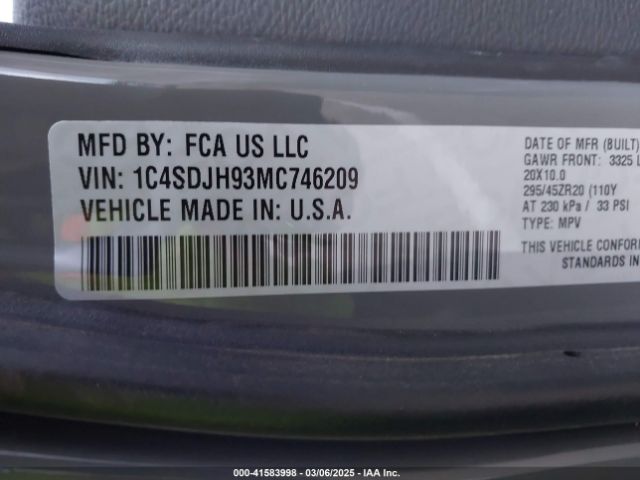 MFD BY: FCA US LLC
VIN: 1C4SDJH93MC746209
VEHICLE MADE IN: U.S.A.
DATE OF MFR (BUILT)
GAWR FRONT: 3325 L
20X10.0
295/45ZR20 (110Y
AT 230 kPa / 33 PSI
TYPE: MPV
THIS VEHICLE CONFOR
STANDARDS IN
000-41583998 - 03/06/2025 - IAA Inc.